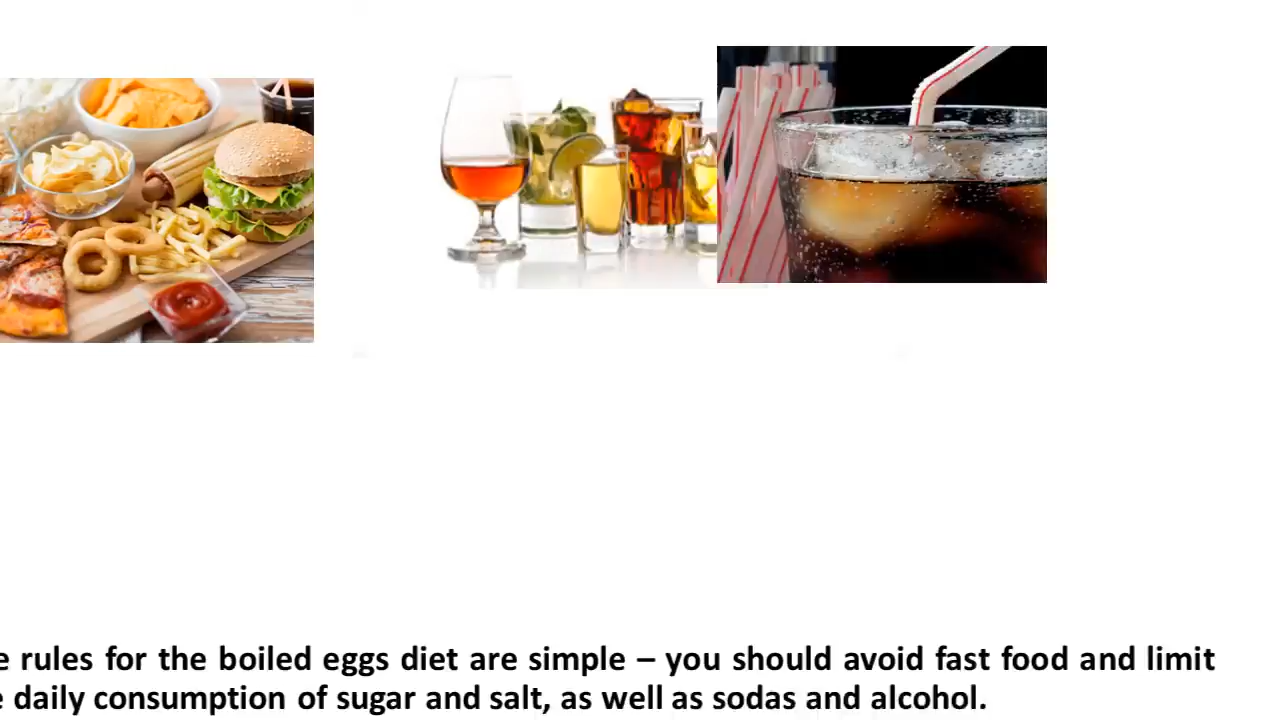 e rules for the boiled eggs diet are simple – you should avoid fast food and limit
e daily consumption of sugar and salt, as well as sodas and alcohol.